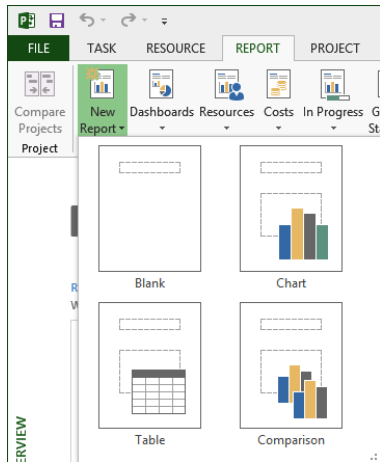 FILE TASK RESOURCE REPORT PROJECT
Compare Projects
New Report
Dashboards
Resources
Costs
In Progress
Project
Blank
Chart
Table
Comparison